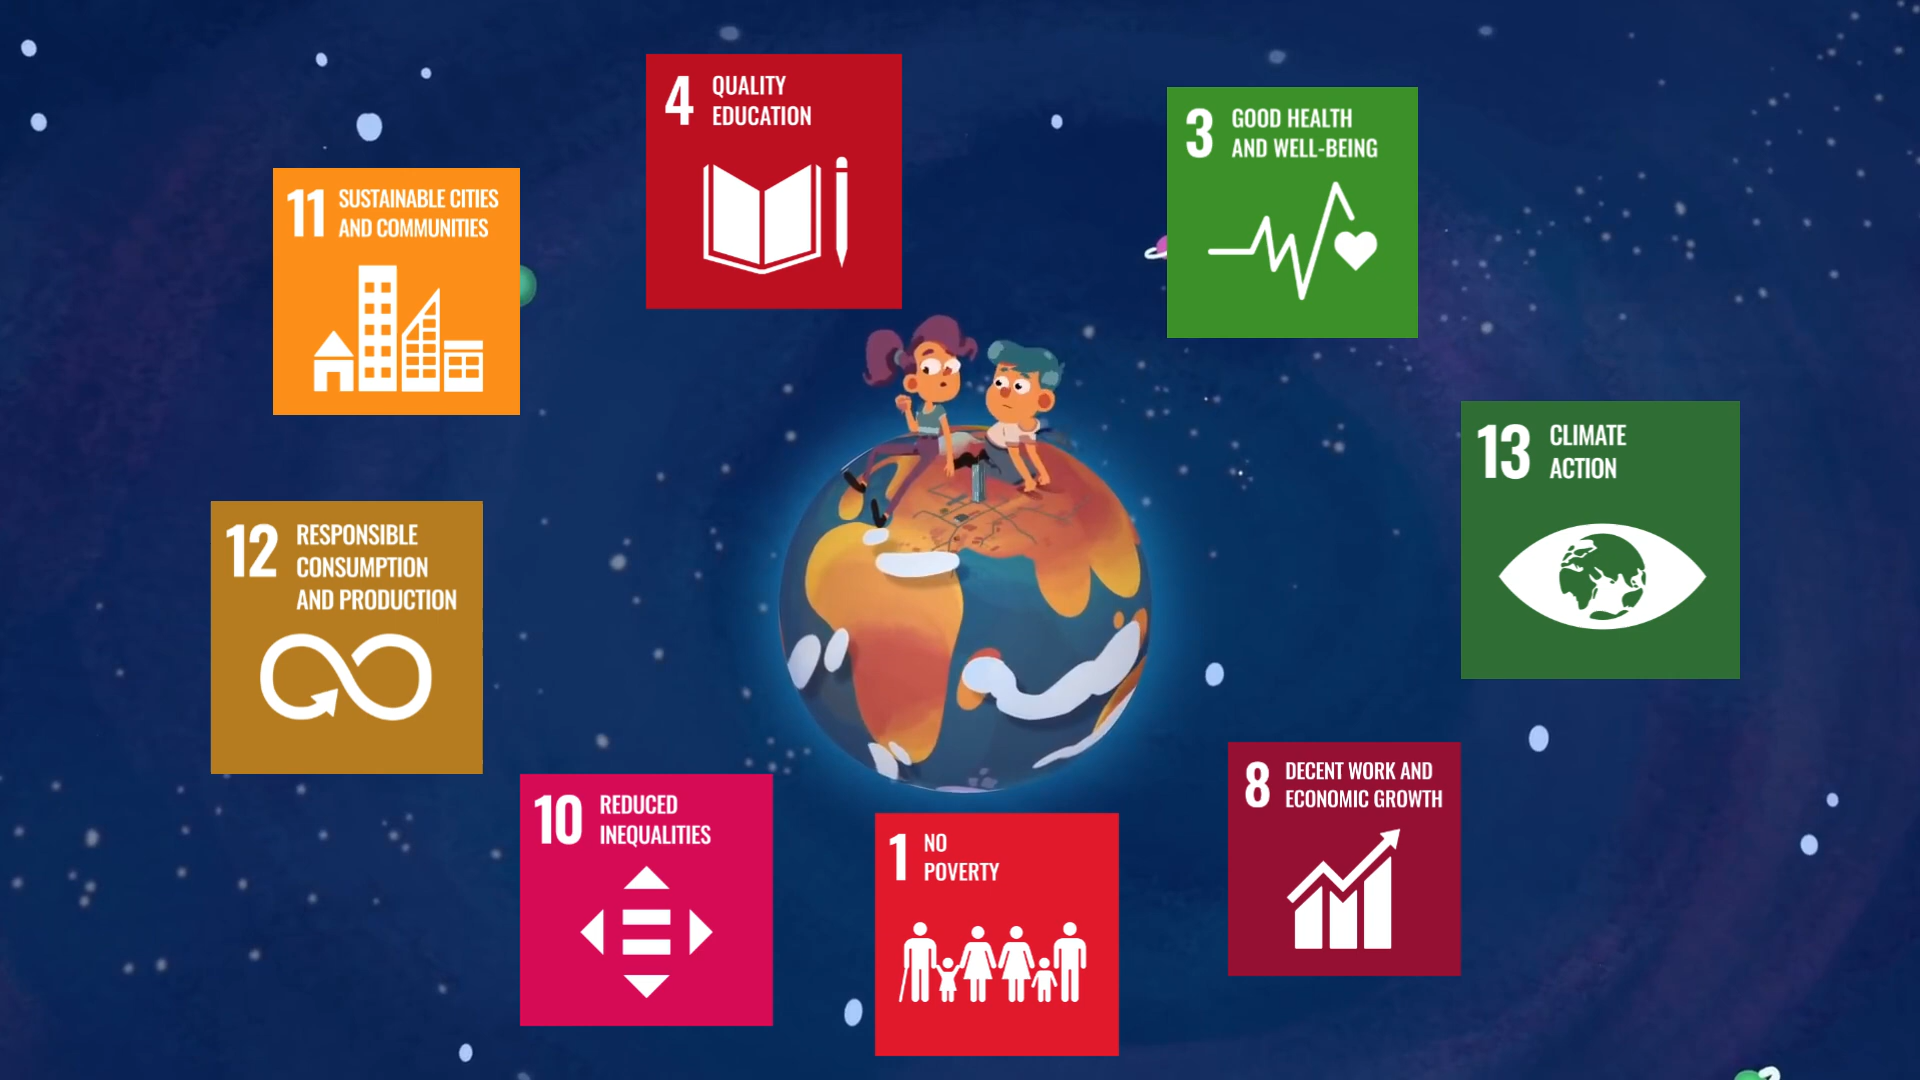 4
QUALITY
EDUCATION
3
GOOD HEALTH
AND WELL-BEING
11
SUSTAINABLE CITIES
AND COMMUNITIES
13
CLIMATE
ACTION
12
RESPONSIBLE
CONSUMPTION
AND PRODUCTION
8
DECENT WORK AND
ECONOMIC GROWTH
10
REDUCED
INEQUALITIES
1
NO
POVERTY